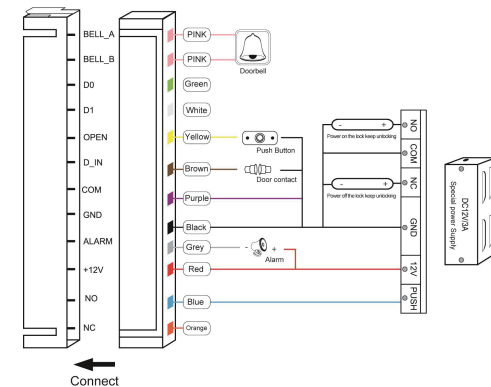 BELL_A
BELL_B
D0
D1
OPEN
D_IN
COM
GND
ALARM
+12V
NO
NC
PINK
PINK
Green
White
Yellow
Brown
Purple
Black
Grey
Red
Blue
Orange
Doorbell
Push Button
Door contact
- +
Alarm
- +
Power on the lock keep unlocking
- +
Power off the lock keep unlocking
NO
COM
NC
GND
12V
PUSH
DC12V/3A
Special power Supply
Connect